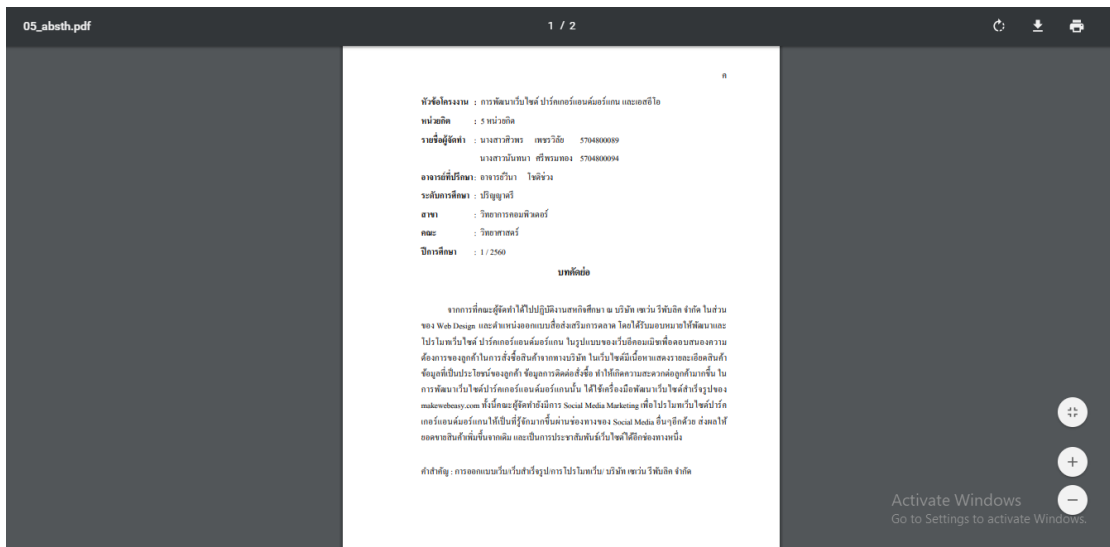 05_absth.pdf
1 / 2
ค
หัวข้อโครงงาน : การพัฒนาเว็บไซต์ ปาร์คเกอร์แอนด์มอร์แกน และเอสอีโอ
หน่วยกิต : 5 หน่วยกิต
รายชื่อผู้จัดทำ : นางสาวศิวพร เพชรวิลัย 5704800089
นางสาวนันทนา ศรีพรมทอง 5704800094
อาจารย์ที่ปรึกษา : อาจารย์วีนา โชติช่วง
ระดับการศึกษา : ปริญญาตรี
สาขา : วิทยาการคอมพิวเตอร์
คณะ : วิทยาศาสตร์
ปีการศึกษา : 1 / 2560
บทคัดย่อ
จากการที่คณะผู้จัดทำได้ไปปฏิบัติงานสหกิจศึกษา ณ บริษัท เซเว่น รีพับลิค จำกัด ในส่วน
ของ Web Design และตำแหน่งออกแบบสื่อส่งเสริมการตลาด โดยได้รับมอบหมายให้พัฒนาและ
โปรโมทเว็บไซต์ ปาร์คเกอร์แอนด์มอร์แกน ในรูปแบบของเว็บอีคอมเมิซเพื่อตอบสนองความ
ต้องการของลูกค้าในการสั่งซื้อสินค้าจากทางบริษัท ในเว็บไซต์มีเนื้อหาแสดงรายละเอียดสินค้า
ข้อมูลที่เป็นประโยชน์ของลูกค้า ข้อมูลการติดต่อสั่งซื้อ ทำให้เกิดความสะดวกต่อลูกค้ามากขึ้น ใน
การพัฒนาเว็บไซต์ปาร์คเกอร์แอนด์มอร์แกนนั้น ได้ใช้เครื่องมือพัฒนาเว็บไซต์สำเร็จรูปของ
makewebeasy.com ทั้งนี้คณะผู้จัดทำยังมีการ Social Media Marketing เพื่อโปรโมทเว็บไซต์ปาร์ค
เกอร์แอนด์มอร์แกนให้เป็นที่รู้จักมากขึ้นผ่านช่องทางของ Social Media อื่นๆอีกด้วย ส่งผลให้
ยอดขายสินค้าเพิ่มขึ้นจากเดิม และเป็นการประชาสัมพันธ์เว็บไซต์ได้อีกช่องทางหนึ่ง
คำสำคัญ : การออกแบบเว็บ/เว็บสำเร็จรูป/การโปรโมทเว็บ/ บริษัท เซเว่น รีพับลิค จำกัด
Activate Windows
Go to Settings to activate Windows.